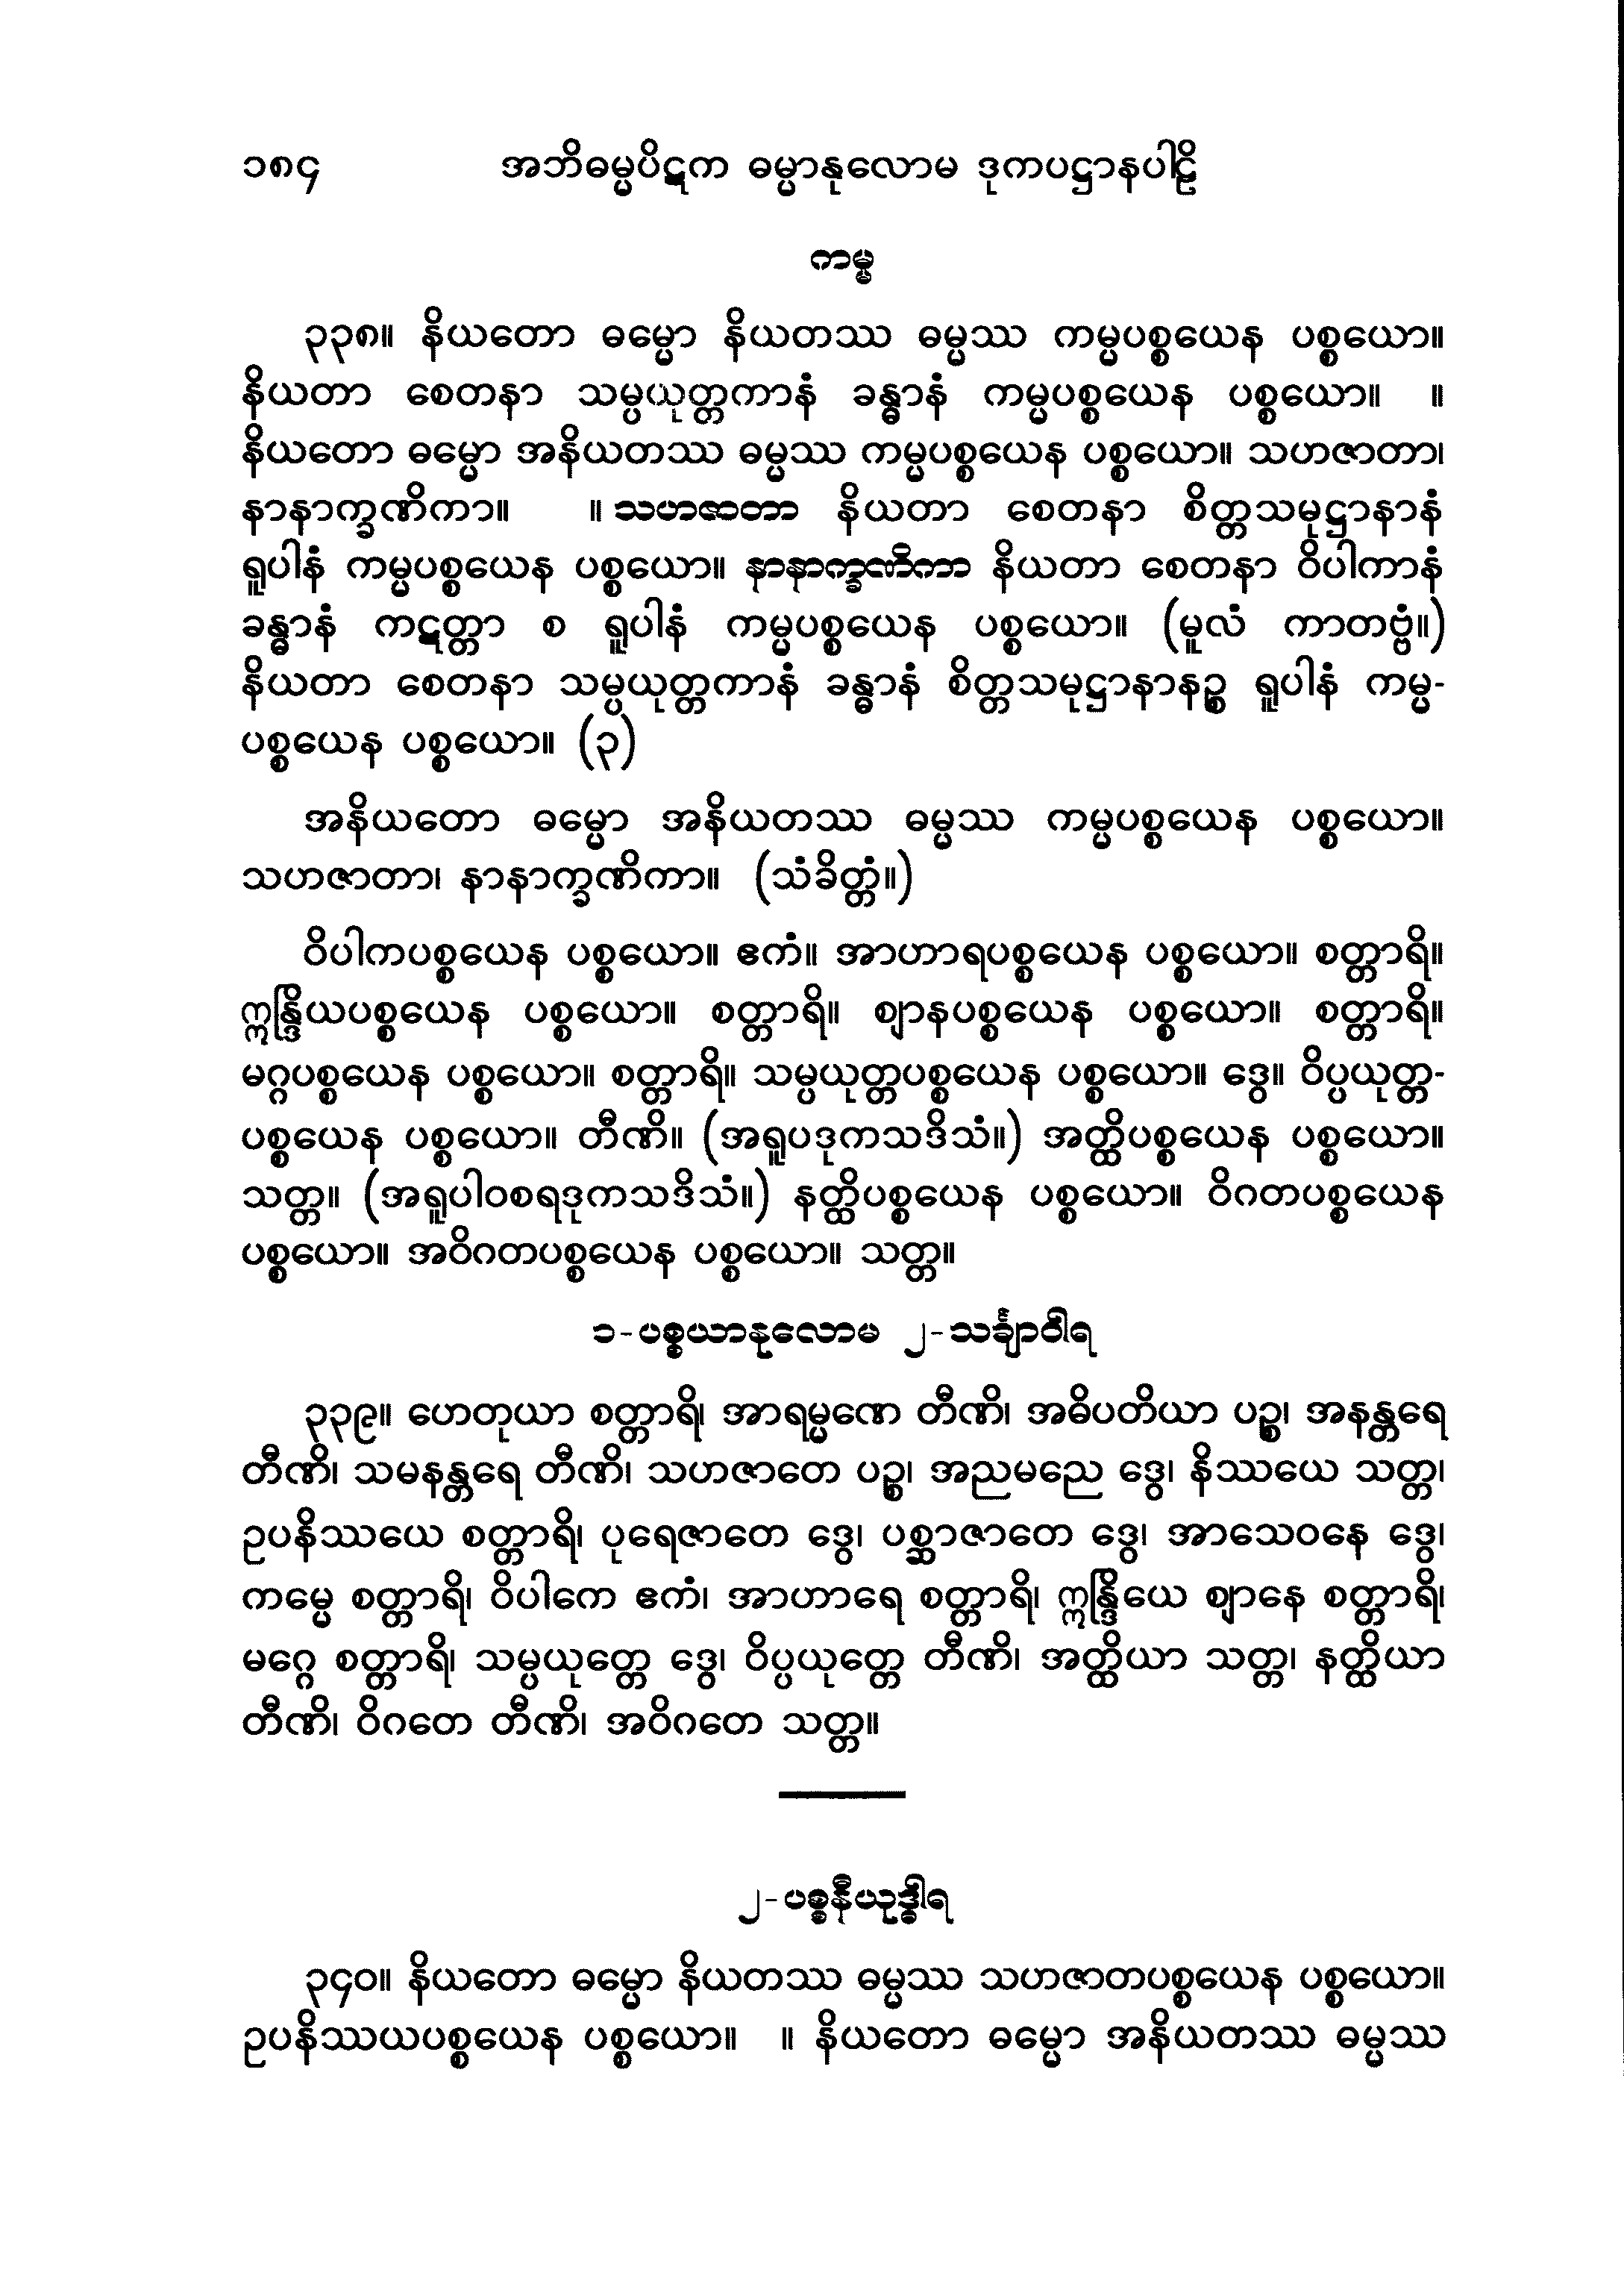 ၁၈၄ အဘိဓမ္မပိဋက ဓမ္မာနုလောမ ဒုကပဋ္ဌာနပါဠိ
ကမ္မ
၃၃၈။ နိယတော ဓမ္မော နိယတဿ ဓမ္မဿ ကမ္မပစ္စယေန ပစ္စယော။
နိယတာ စေတနာ သမ္ပယုတ္တကာနံ ခန္ဓာနံ ကမ္မပစ္စယေန ပစ္စယော။ ။
နိယတော ဓမ္မော အနိယတဿ ဓမ္မဿ ကမ္မပစ္စယေန ပစ္စယော။ သဟဇာတာ၊
နာနာက္ခဏိကာ။ ။ သဟဇာတာ နိယတာ စေတနာ စိတ္တသမုဋ္ဌာနာနံ
ရူပါနံ ကမ္မပစ္စယေန ပစ္စယော။ နာနာက္ခဏိကာ နိယတာ စေတနာ ဝိပါကာနံ
ခန္ဓာနံ ကဋတ္တာ စ ရူပါနံ ကမ္မပစ္စယေန ပစ္စယော။ (မူလံ ကာတဗ္ဗံ။)
နိယတာ စေတနာ သမ္ပယုတ္တကာနံ ခန္ဓာနံ စိတ္တသမုဋ္ဌာနာနဉ္စ ရူပါနံ ကမ္မ-
ပစ္စယေန ပစ္စယော။ (၃)
အနိယတော ဓမ္မော အနိယတဿ ဓမ္မဿ ကမ္မပစ္စယေန ပစ္စယော။
သဟဇာတာ၊ နာနာက္ခဏိကာ။ (သံခိတ္တံ။)
ဝိပါကပစ္စယေန ပစ္စယော။ ဧကံ။ အာဟာရပစ္စယေန ပစ္စယော။ စတ္တာရိ။
ဣန္ဒြိယပစ္စယေန ပစ္စယော။ စတ္တာရိ။ ဈာနပစ္စယေန ပစ္စယော။ စတ္တာရိ။
မဂ္ဂပစ္စယေန ပစ္စယော။ စတ္တာရိ။ သမ္ပယုတ္တပစ္စယေန ပစ္စယော။ ဒွေ။ ဝိပ္ပယုတ္တ-
ပစ္စယေန ပစ္စယော။ တီဏိ။ (အရူပဒုကသဒိသံ။) အတ္ထိပစ္စယေန ပစ္စယော။
သတ္တ။ (အရူပါဝစရဒုကသဒိသံ။) နတ္ထိပစ္စယေန ပစ္စယော။ ဝိဂတပစ္စယေန
ပစ္စယော။ အဝိဂတပစ္စယေန ပစ္စယော။ သတ္တ။
၁-ပစ္စယာနုလောမ ၂-သင်္ချာဝါရ
၃၃၉။ ဟေတုယာ စတ္တာရိ၊ အာရမ္မဏေ တီဏိ၊ အဓိပတိယာ ပဉ္စ၊ အနန္တရေ
တီဏိ၊ သမနန္တရေ တီဏိ၊ သဟဇာတေ ပဉ္စ၊ အညမညေ ဒွေ၊ နိဿယေ သတ္တ၊
ဥပနိဿယေ စတ္တာရိ၊ ပုရေဇာတေ ဒွေ၊ ပစ္ဆာဇာတေ ဒွေ၊ အာသေဝနေ ဒွေ၊
ကမ္မေ စတ္တာရိ၊ ဝိပါကေ ဧကံ၊ အာဟာရေ စတ္တာရိ၊ ဣန္ဒြိယေ ဈာနေ စတ္တာရိ၊
မဂ္ဂေ စတ္တာရိ၊ သမ္ပယုတ္တေ ဒွေ၊ ဝိပ္ပယုတ္တေ တီဏိ၊ အတ္ထိယာ သတ္တ၊ နတ္ထိယာ
တီဏိ၊ ဝိဂတေ တီဏိ၊ အဝိဂတေ သတ္တ။
၂-ပစ္စနီယုဒ္ဓါရ
၃၄၀။ နိယတော ဓမ္မော နိယတဿ ဓမ္မဿ သဟဇာတပစ္စယေန ပစ္စယော။
ဥပနိဿယပစ္စယေန ပစ္စယော။ ။ နိယတော ဓမ္မော အနိယတဿ ဓမ္မဿ